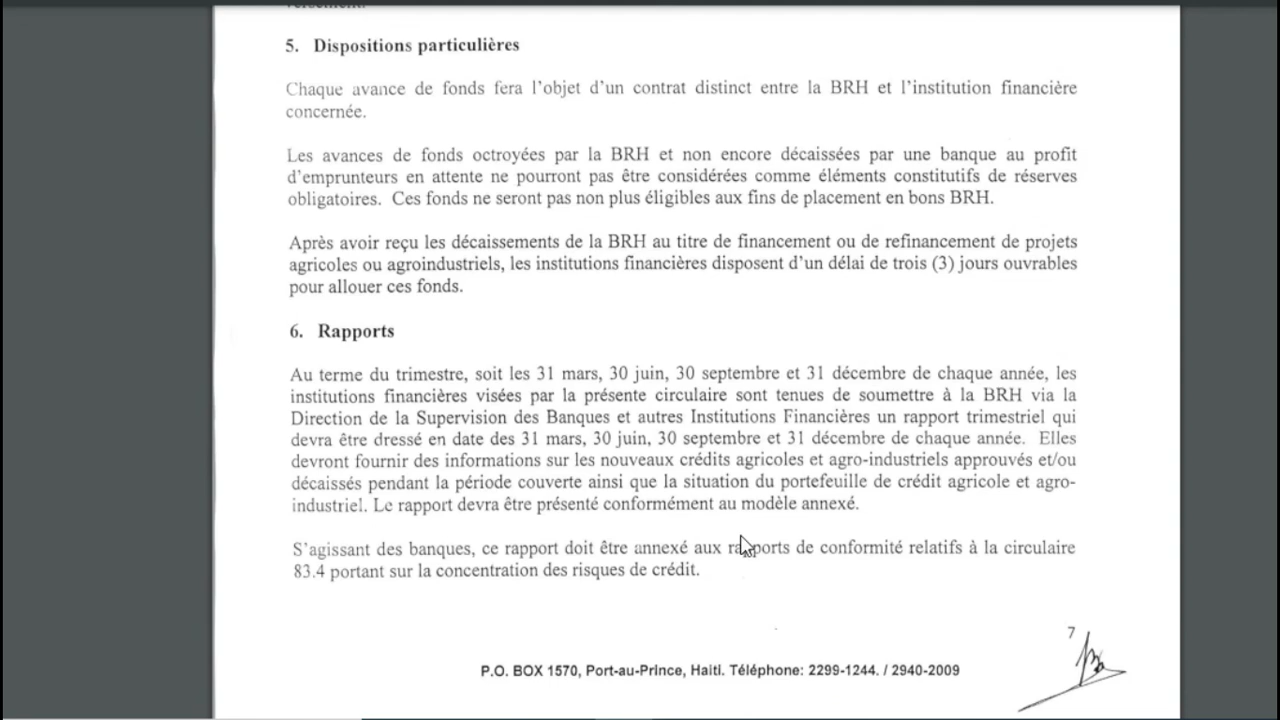 5. Dispositions particulières
Chaque avance de fonds fera l'objet d'un contrat distinct entre la BRH et l'institution financière
concernée.
Les avances de fonds octroyées par la BRH et non encore décaissées par une banque au profit
d'emprunteurs en attente ne pourront pas être considérées comme éléments constitutifs de réserves
obligatoires. Ces fonds ne seront pas non plus éligibles aux fins de placement en bons BRH.
Après avoir reçu les décaissements de la BRH au titre de financement ou de refinancement de projets
agricoles ou agroindustriels, les institutions financières disposent d'un délai de trois (3) jours ouvrables
pour allouer ces fonds.
6. Rapports
Au terme du trimestre, soit les 31 mars, 30 juin, 30 septembre et 31 décembre de chaque année, les
institutions financières visées par la présente circulaire sont tenues de soumettre à la BRH via la
Direction de la Supervision des Banques et autres Institutions Financières un rapport trimestriel qui
devra être dressé en date des 31 mars, 30 juin, 30 septembre et 31 décembre de chaque année. Elles
devront fournir des informations sur les nouveaux crédits agricoles et agro-industriels approuvés et/ou
décaissés pendant la période couverte ainsi que la situation du portefeuille de crédit agricole et agro-
industriel. Le rapport devra être présenté conformément au modèle annexé.
S'agissant des banques, ce rapport doit être annexé aux rapports de conformité relatifs à la circulaire
83.4 portant sur la concentration des risques de crédit.
7
P.O. BOX 1570, Port-au-Prince, Haiti. Téléphone: 2299-1244. / 2940-2009